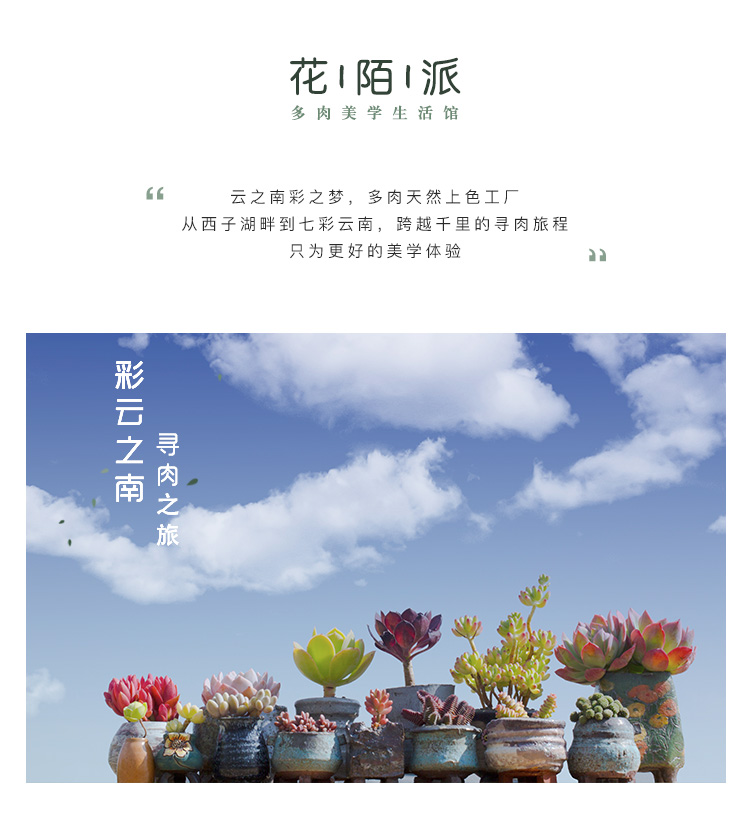 花|陌|派
多肉美学生活馆
云之南彩之梦，多肉天然上色工厂
从西子湖畔到七彩云南，跨越千里的寻肉旅程
只为更好的美学体验
彩云之南
寻肉之旅